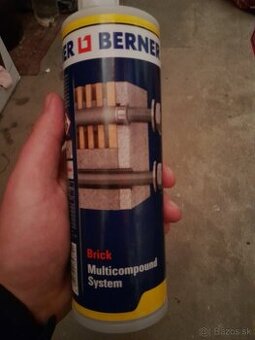 ER BERNER
Brick
Multicompound
System
Bazos.sk